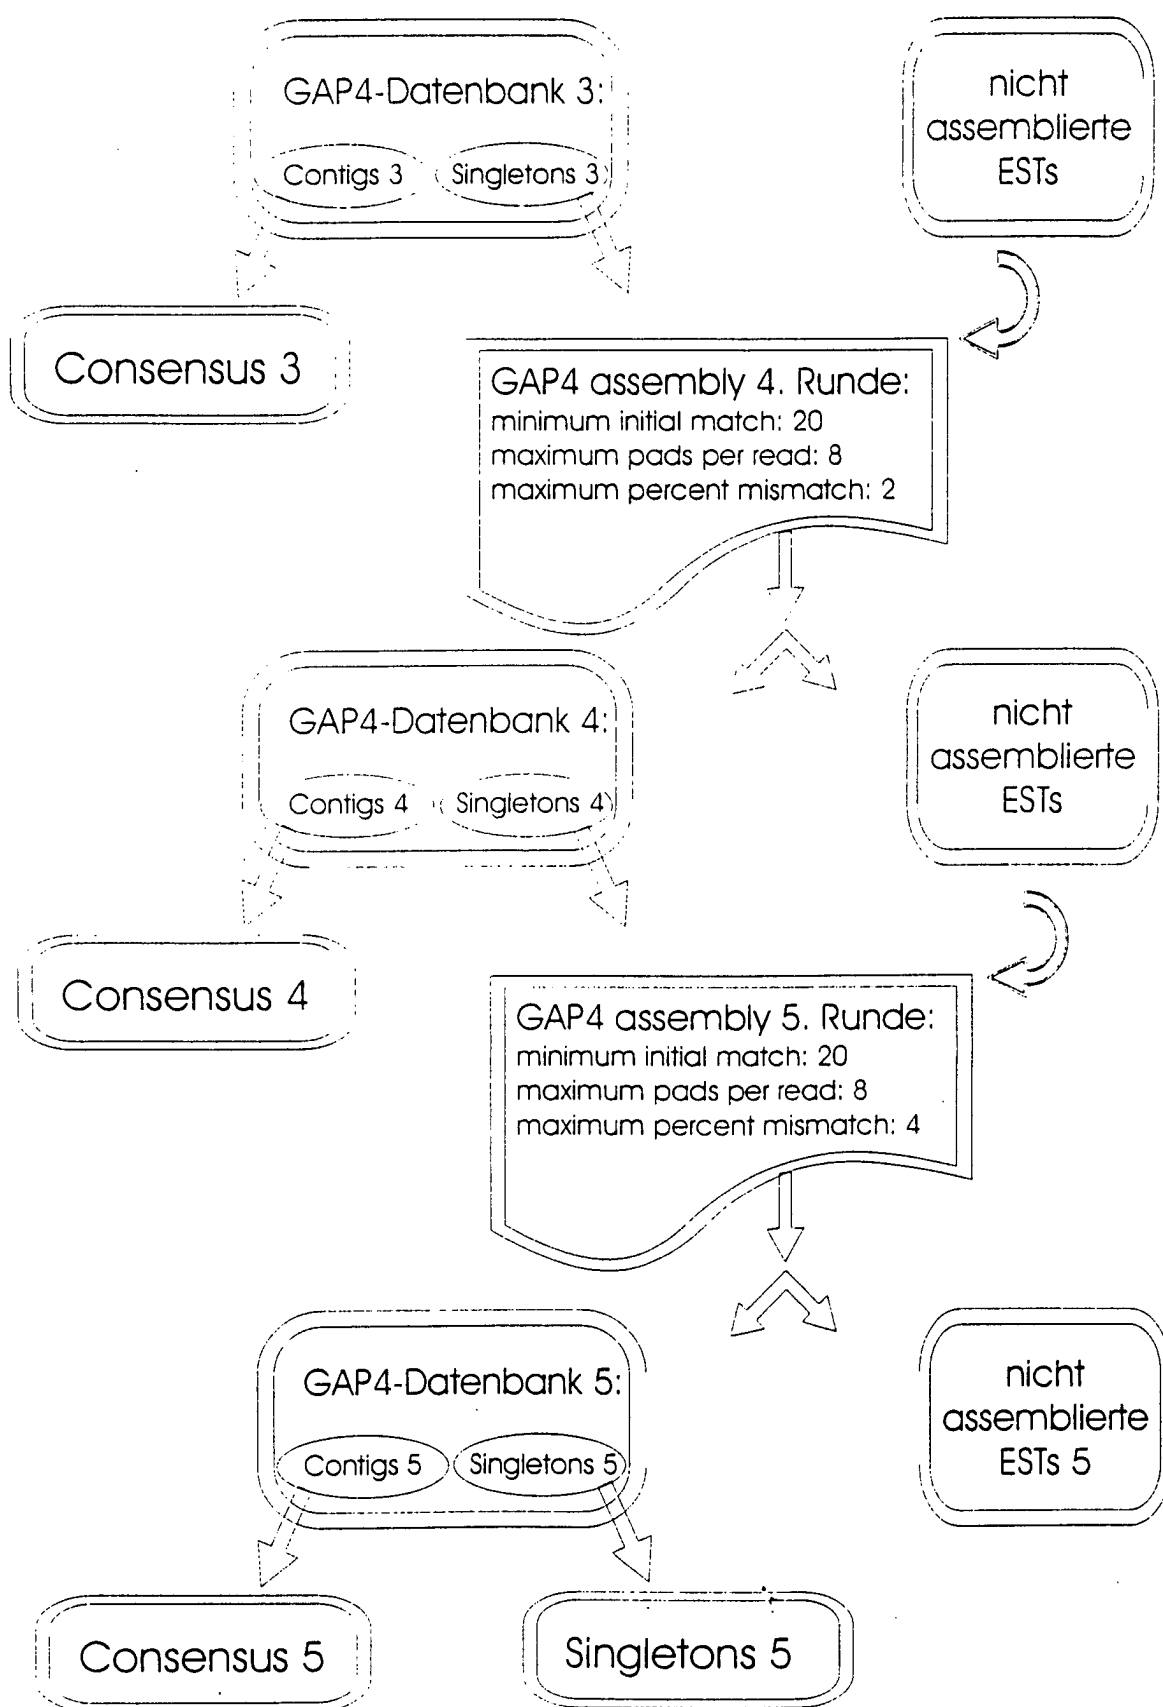 GAP4-Datenbank 3:
Contigs 3
Singletons 3
nicht
assemblierte
ESTs
Consensus 3
GAP4 assembly 4. Runde:
minimum initial match: 20
maximum pads per read: 8
maximum percent mismatch: 2
GAP4-Datenbank 4:
Contigs 4
Singletons 4
nicht
assemblierte
ESTs
Consensus 4
GAP4 assembly 5. Runde:
minimum initial match: 20
maximum pads per read: 8
maximum percent mismatch: 4
GAP4-Datenbank 5:
Contigs 5
Singletons 5
nicht
assemblierte
ESTs 5
Consensus 5
Singletons 5